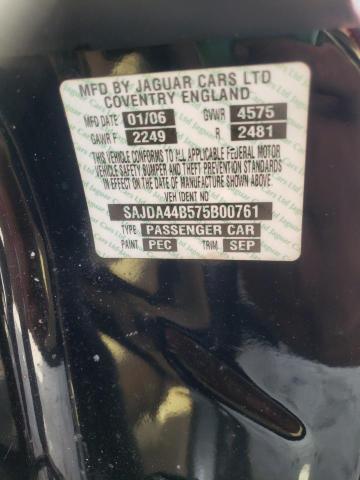 MFD BY JAGUAR CARS LTD
COVENTRY ENGLAND
MFG DATE 01/06 GVWR 4575
GAWR F 2249 R 2481
THIS VEHICLE CONFORMS TO ALL APPLICABLE FEDERAL MOTOR
VEHICLE SAFETY BUMPER AND THEFT PREVENTION STANDARDS
IN EFFECT ON THE DATE OF MANUFACTURE SHOWN ABOVE
VEH IDENT NO
SAJDA44B575B00761
TYPE: PASSENGER CAR
PAINT: PEC TRIM: SEP